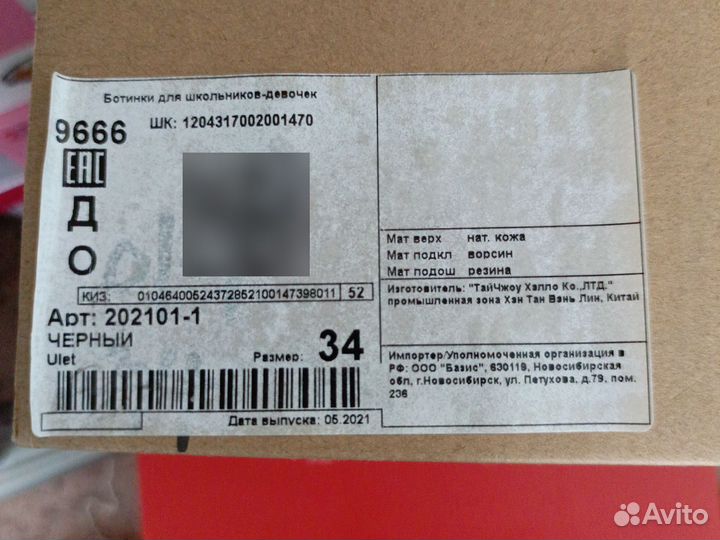 Ботинки для школьников-девочек
9666
ШК: 1204317002001470
ЕАС
Д
О
КИЗ: 01046400524372852100147398011 52
Арт: 202101-1
ЧЕРНЫЙ
Ulet
Размер: 34
Дата выпуска: 05.2021
Мат верх нат. кожа
Мат подкл ворсин
Мат подош резина
Изготовитель: "ТайЧжоу Хэлло Ко.,ЛТД."
промышленная зона Хэн Тан Вэнь Лин, Китай
Импортер/Уполномоченная организация в
РФ: ООО "Базис", 630119, Новосибирская
обл, г.Новосибирск, ул. Петухова, д.79, пом.
236
Avito